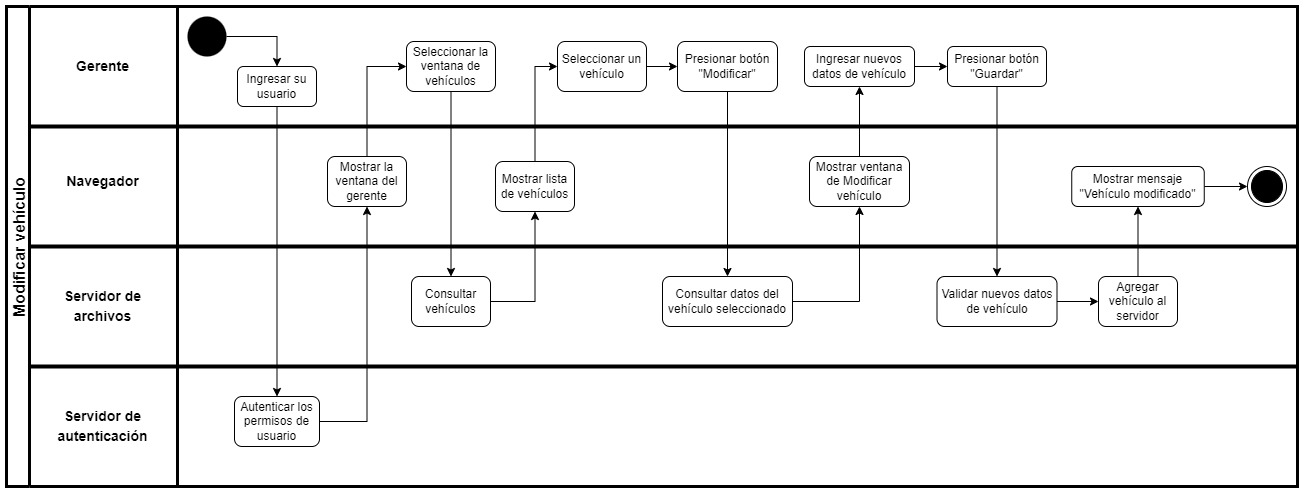 Modificar vehículo
Gerente
Ingresar su
usuario
Seleccionar la
ventana de
vehículos
Seleccionar un
vehículo
Presionar botón
"Modificar"
Ingresar nuevos
datos de vehículo
Presionar botón
"Guardar"
Navegador
Mostrar la
ventana del
gerente
Mostrar lista
de vehículos
Mostrar ventana
de Modificar
vehículo
Mostrar mensaje
"Vehículo modificado"
Servidor de
archivos
Consultar
vehículos
Consultar datos del
vehículo seleccionado
Validar nuevos datos
de vehículo
Agregar
vehículo al
servidor
Servidor de
autenticación
Autenticar los
permisos de
usuario